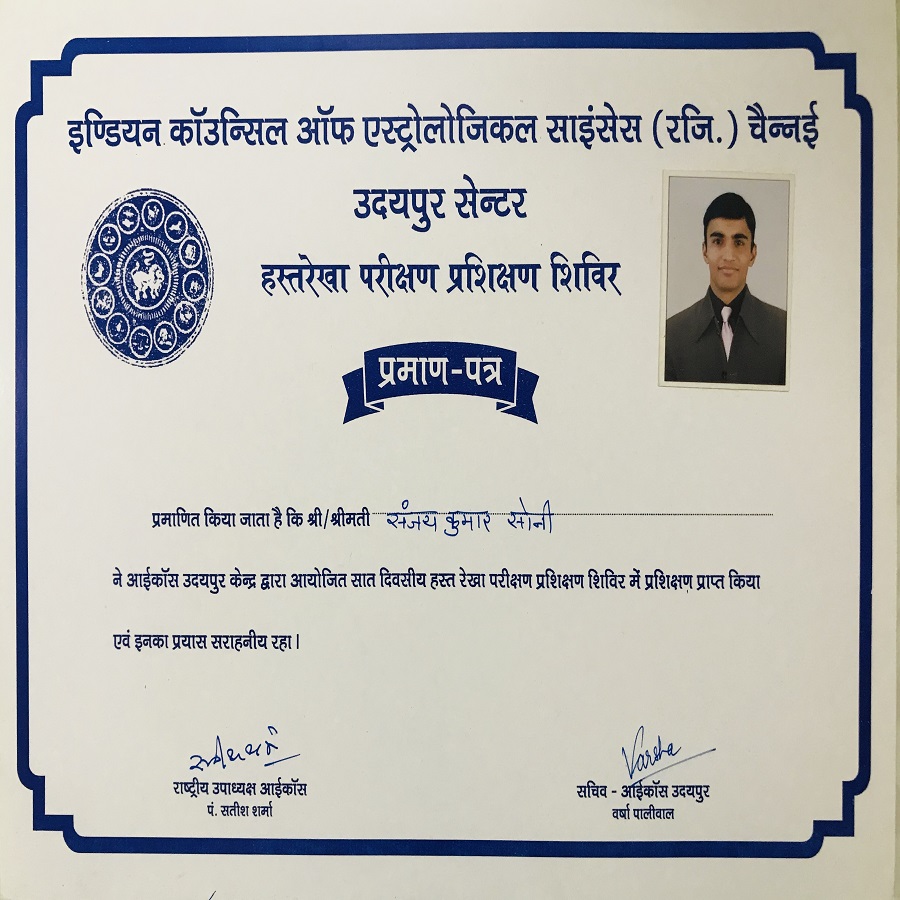 इण्डियन कॉउन्सिल ऑफ एस्ट्रोलोजिकल साइंसेस (रजि.) चैन्नई
उदयपुर सेन्टर
हस्तरेखा परीक्षण प्रशिक्षण शिविर
प्रमाण-पत्र
प्रमाणित किया जाता है कि श्री/श्रीमती संजय कुमार सोनी
ने आईकॉस उदयपुर केन्द्र द्वारा आयोजित सात दिवसीय हस्त रेखा परीक्षण प्रशिक्षण शिविर में प्रशिक्षण प्राप्त किया
एवं इनका प्रयास सराहनीय रहा।
Varsha
राष्ट्रीय उपाध्यक्ष आईकॉस
पं. सतीश शर्मा
सचिव - आईकॉस उदयपुर
वर्षा पालीवाल